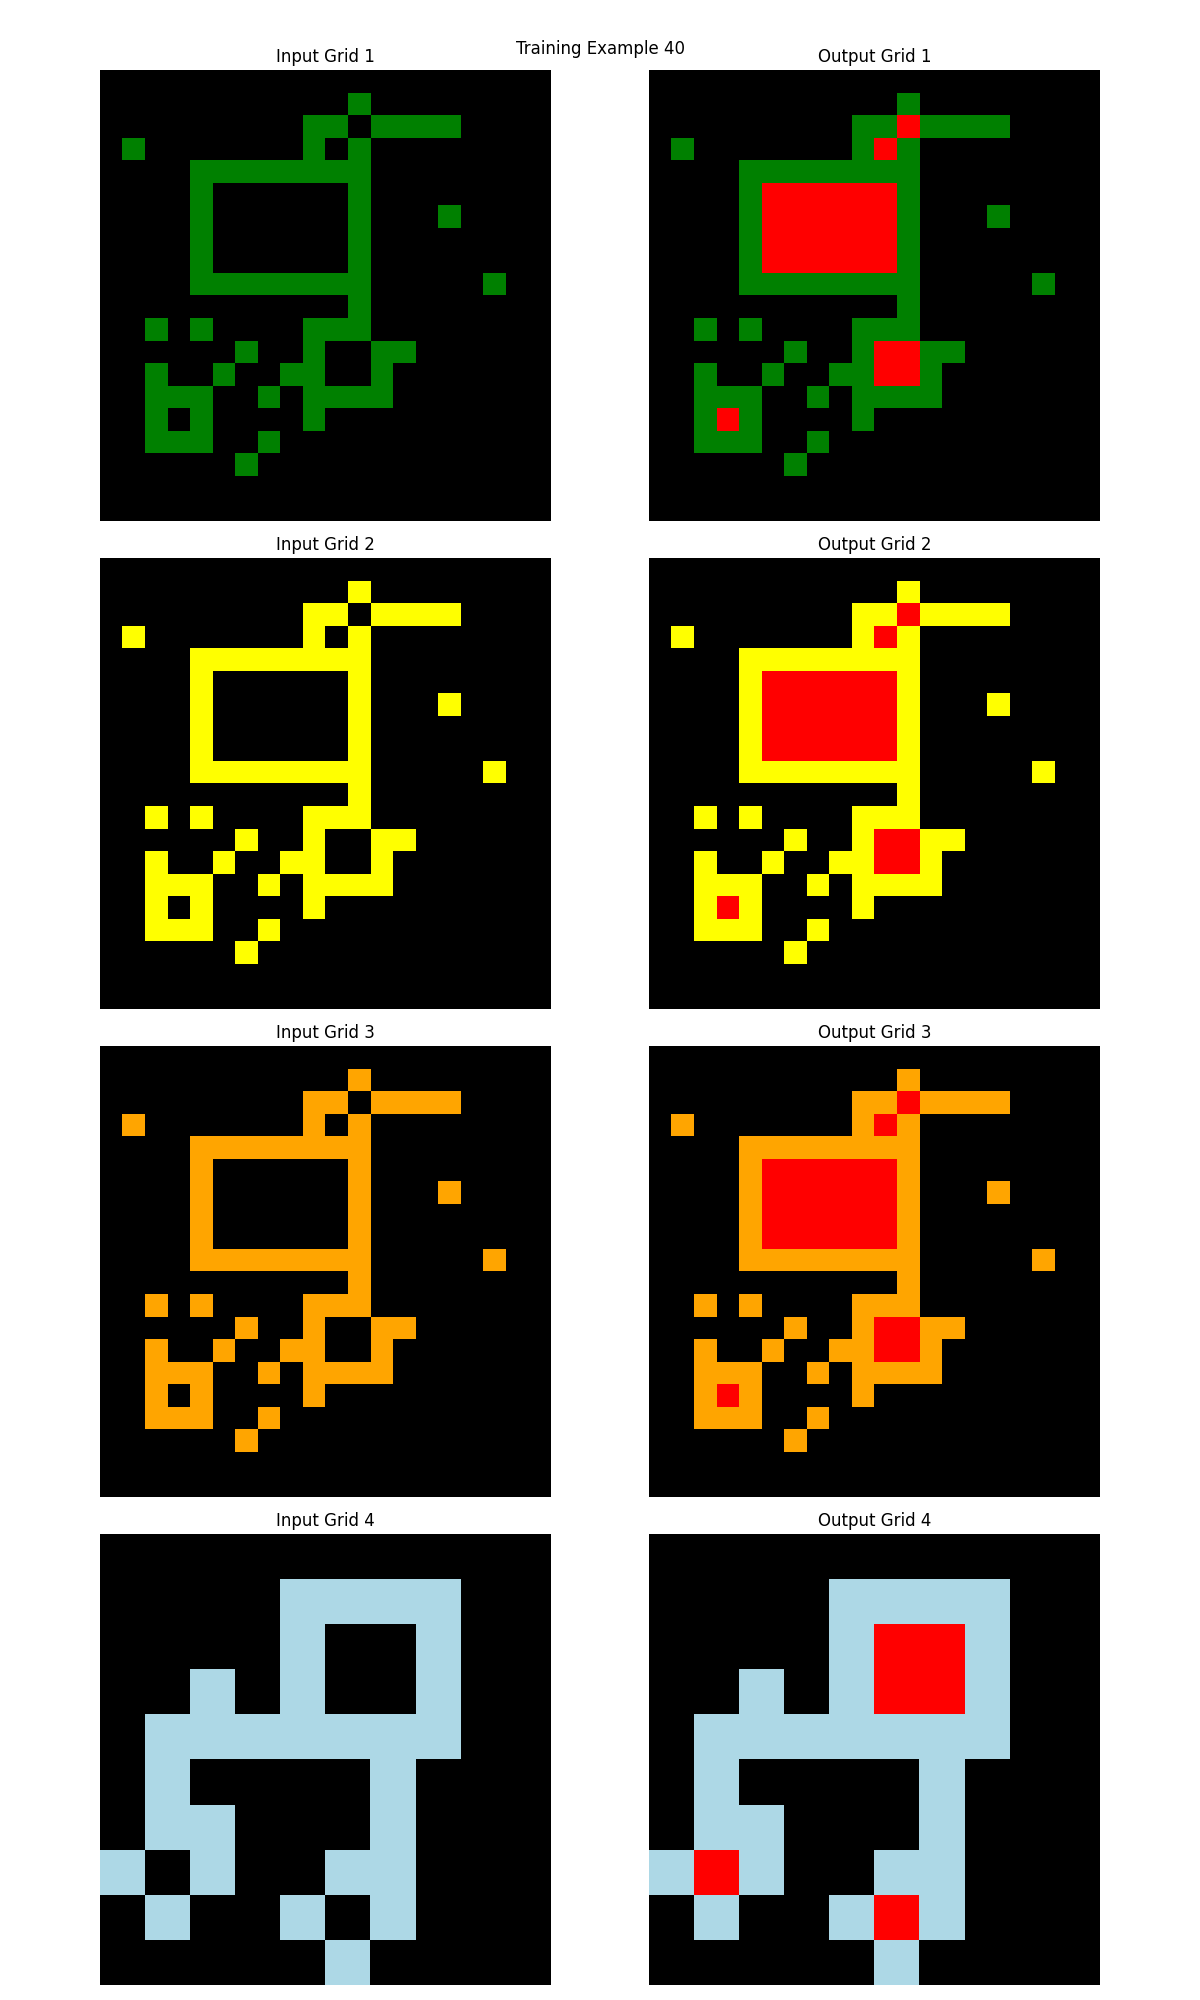 Training Example 40
Input Grid 1
Output Grid 1
Input Grid 2
Output Grid 2
Input Grid 3
Output Grid 3
Input Grid 4
Output Grid 4